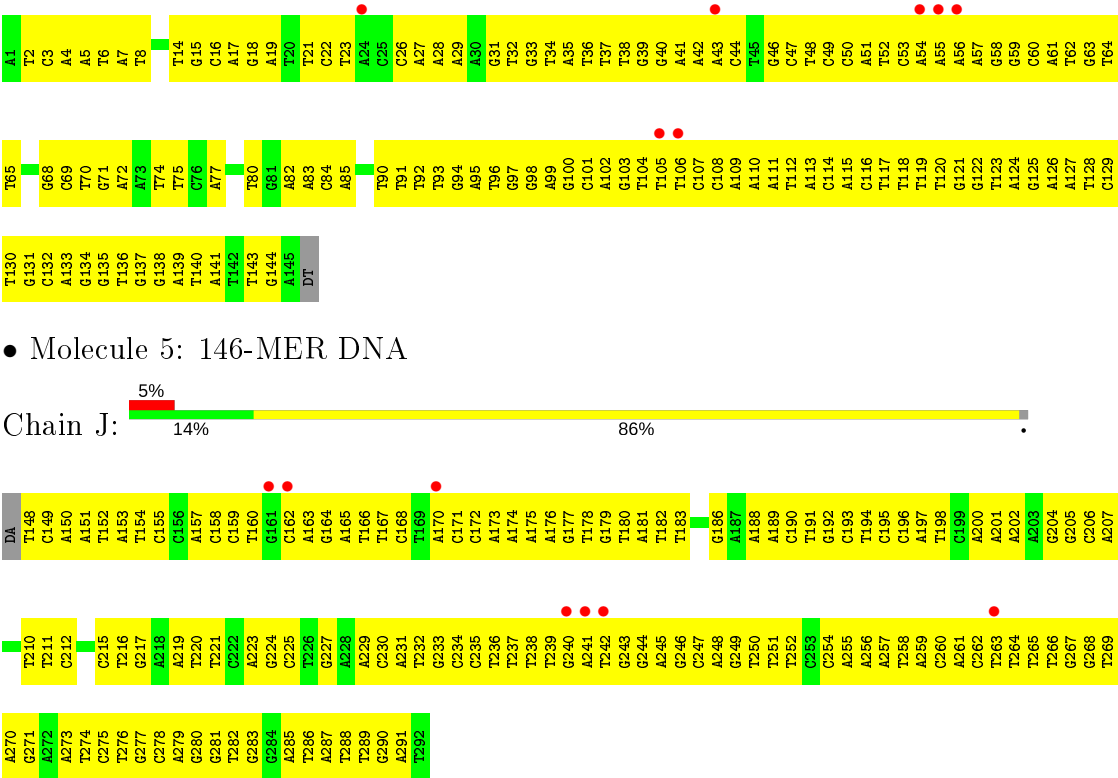 A1 T2 C3 A4 A5 T6 A7 T8 T14 G15 C16 A17 G18 A19 T20 T21 C22 T23 A24 C25 C26 A27 A28 A29 A30 G31 T32 G33 T34 A35 T36 T37 T38 G39 G40 A41 A42 A43 C44 T45 G46 C47 T48 C49 C50 A51 T52 C53 A54 A55 A56 A57 G58 G59 C60 A61 T62 G63 T64
T65 G68 C69 T70 G71 A72 A73 T74 T75 C76 A77 T80 G81 A82 A83 C84 A85 T90 T91 T92 T93 G94 A95 T96 G97 G98 A99 G100 C101 A102 G103 T104 T105 T106 C107 C108 A109 A110 A111 T112 A113 C114 A115 C116 T117 T118 T119 T120 G121 G122 T123 A124 G125 A126 A127 T128 C129
T130 G131 C132 A133 G134 G135 T136 G137 G138 A139 T140 A141 T142 T143 G144 A145 DT
• Molecule 5: 146-MER DNA
5%
Chain J:
14% 86% •
DA T148 C149 A150 A151 T152 A153 T154 C155 C156 A157 C158 C159 T160 G161 C162 A163 G164 A165 T166 T167 C168 T169 A170 C171 C172 A173 A174 A175 A176 G177 T178 G179 T180 A181 T182 T183 G186 A187 A188 A189 C190 T191 G192 C193 T194 C195 C196 A197 T198 C199 A200 A201 A202 A203 G204 G205 C206 A207
T210 T211 C212 C215 T216 G217 A218 A219 T220 T221 C222 A223 G224 C225 T226 G227 A228 A229 C230 A231 T232 G233 C234 C235 T236 T237 T238 T239 G240 A241 T242 G243 G244 A245 G246 C247 A248 G249 T250 T251 T252 C253 C254 A255 A256 A257 T258 A259 C260 A261 C262 T263 T264 T265 T266 G267 G268 T269
A270 G271 A272 A273 T274 C275 T276 G277 C278 A279 G280 G281 T282 G283 G284 A285 T286 A287 T288 T289 G290 A291 T292